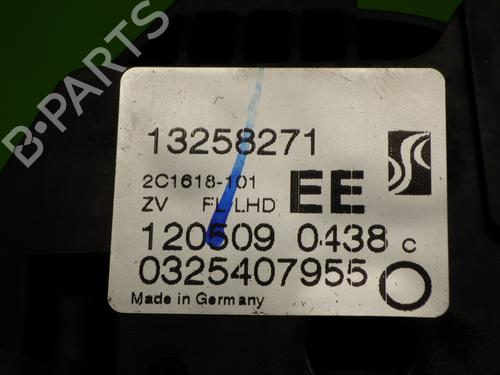 B-PARTS
13258271
2C1618-101
EE
ZV FL LHD
120509 0438 C
0325407955
Made in Germany